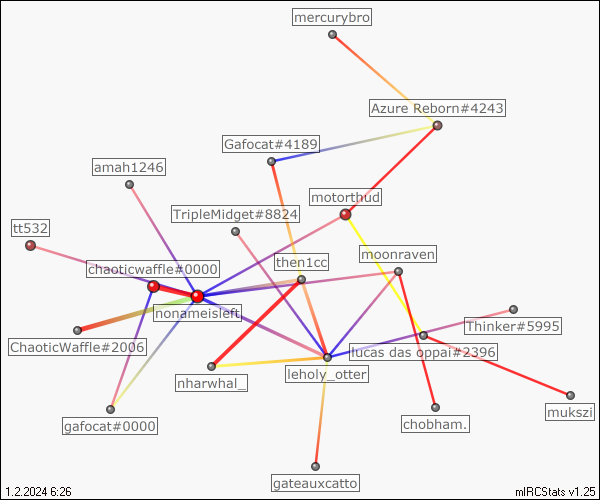 mercurybro
Azure Reborn#4243
Gafocat#4189
amah1246
motorthud
TripleMidget#8824
tt532
moonraven
then1cc
chaoticwaffle#0000
nonameisleft
Thinker#5995
ChaoticWaffle#2006
lucas das oppai#2396
leholy_otter
nharwhal_
mukszi
chobham.
gafocat#0000
gateauxcatto
1.2.2024 6:26
mIRCStats v1.25